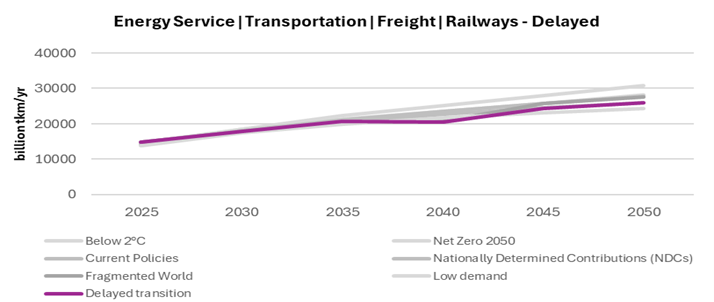 Energy Service|Transportation|Freight|Railways - Delayed
billion tkm/yr
40000
30000
20000
10000
0
2025 2030 2035 2040 2045 2050
Below 2°C Net Zero 2050
Current Policies Nationally Determined Contributions (NDCs)
Fragmented World Low demand
Delayed transition